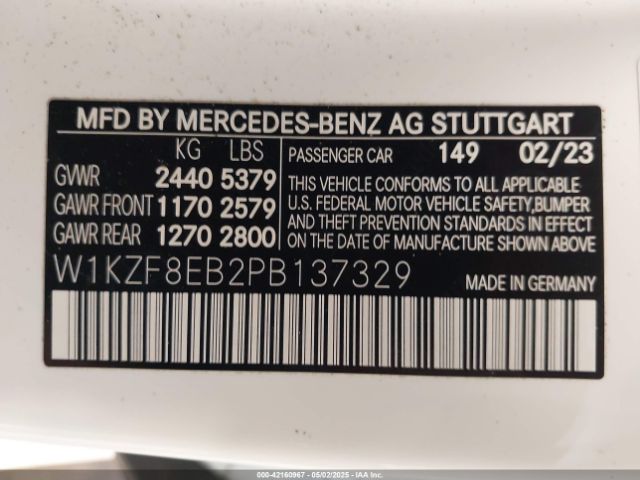 MFD BY MERCEDES-BENZ AG STUTTGART
KG LBS
GVWR 2440 5379
GAWR FRONT 1170 2579
GAWR REAR 1270 2800
PASSENGER CAR 149 02/23
THIS VEHICLE CONFORMS TO ALL APPLICABLE
U.S. FEDERAL MOTOR VEHICLE SAFETY, BUMPER
AND THEFT PREVENTION STANDARDS IN EFFECT
ON THE DATE OF MANUFACTURE SHOWN ABOVE.
W1KZF8EB2PB137329
MADE IN GERMANY
000-42160967 - 05/02/2025 - IAA Inc.